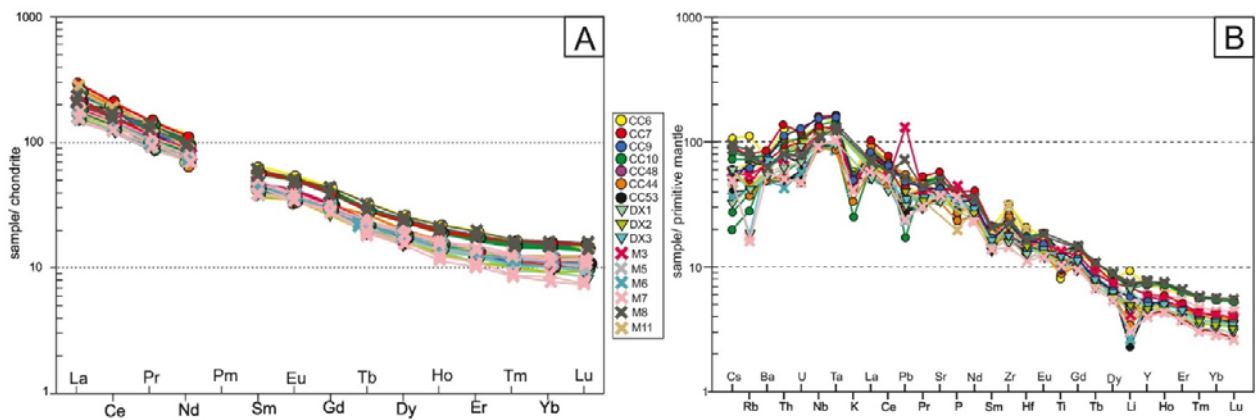 1000
A
100
10
1
sample/ chondrite
La Pr Pm Eu Tb Ho Tm Lu
Ce Nd Sm Gd Dy Er Yb
CC6
CC7
CC9
CC10
CC48
CC44
CC53
DX1
DX2
DX3
M3
M5
M6
M7
M8
M11
1000
B
100
10
1
sample/ primitive mantle
Cs Ba U Ta La Pb Sr Nd Zr Eu Gd Dy Y Er Yb
Rb Th Nb K Ce Pr P Sm Hf Ti Tb Li Ho Tm Lu